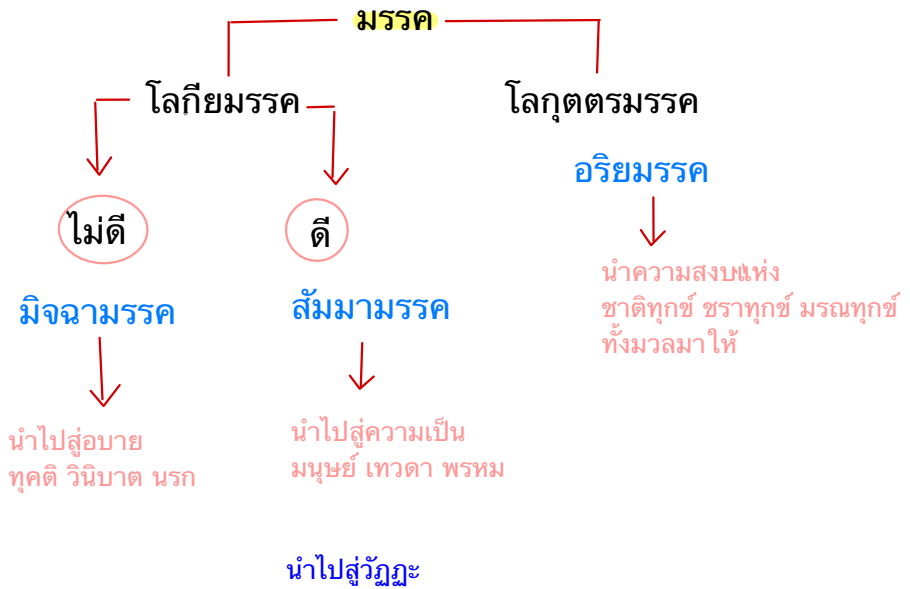 มรรค
โลกียมรรค
โลกุตตรมรรค
อริยมรรค
ไม่ดี
ดี
นำความสงบแห่ง
ชาติทุกข์ ชราทุกข์ มรณทุกข์
ทั้งมวลมาให้
มิจฉามรรค
สัมมามรรค
นำไปสู่อบาย
ทุคติ วินิบาต นรก
นำไปสู่ความเป็น
มนุษย์ เทวดา พรหม
นำไปสู่วัฏฏะ